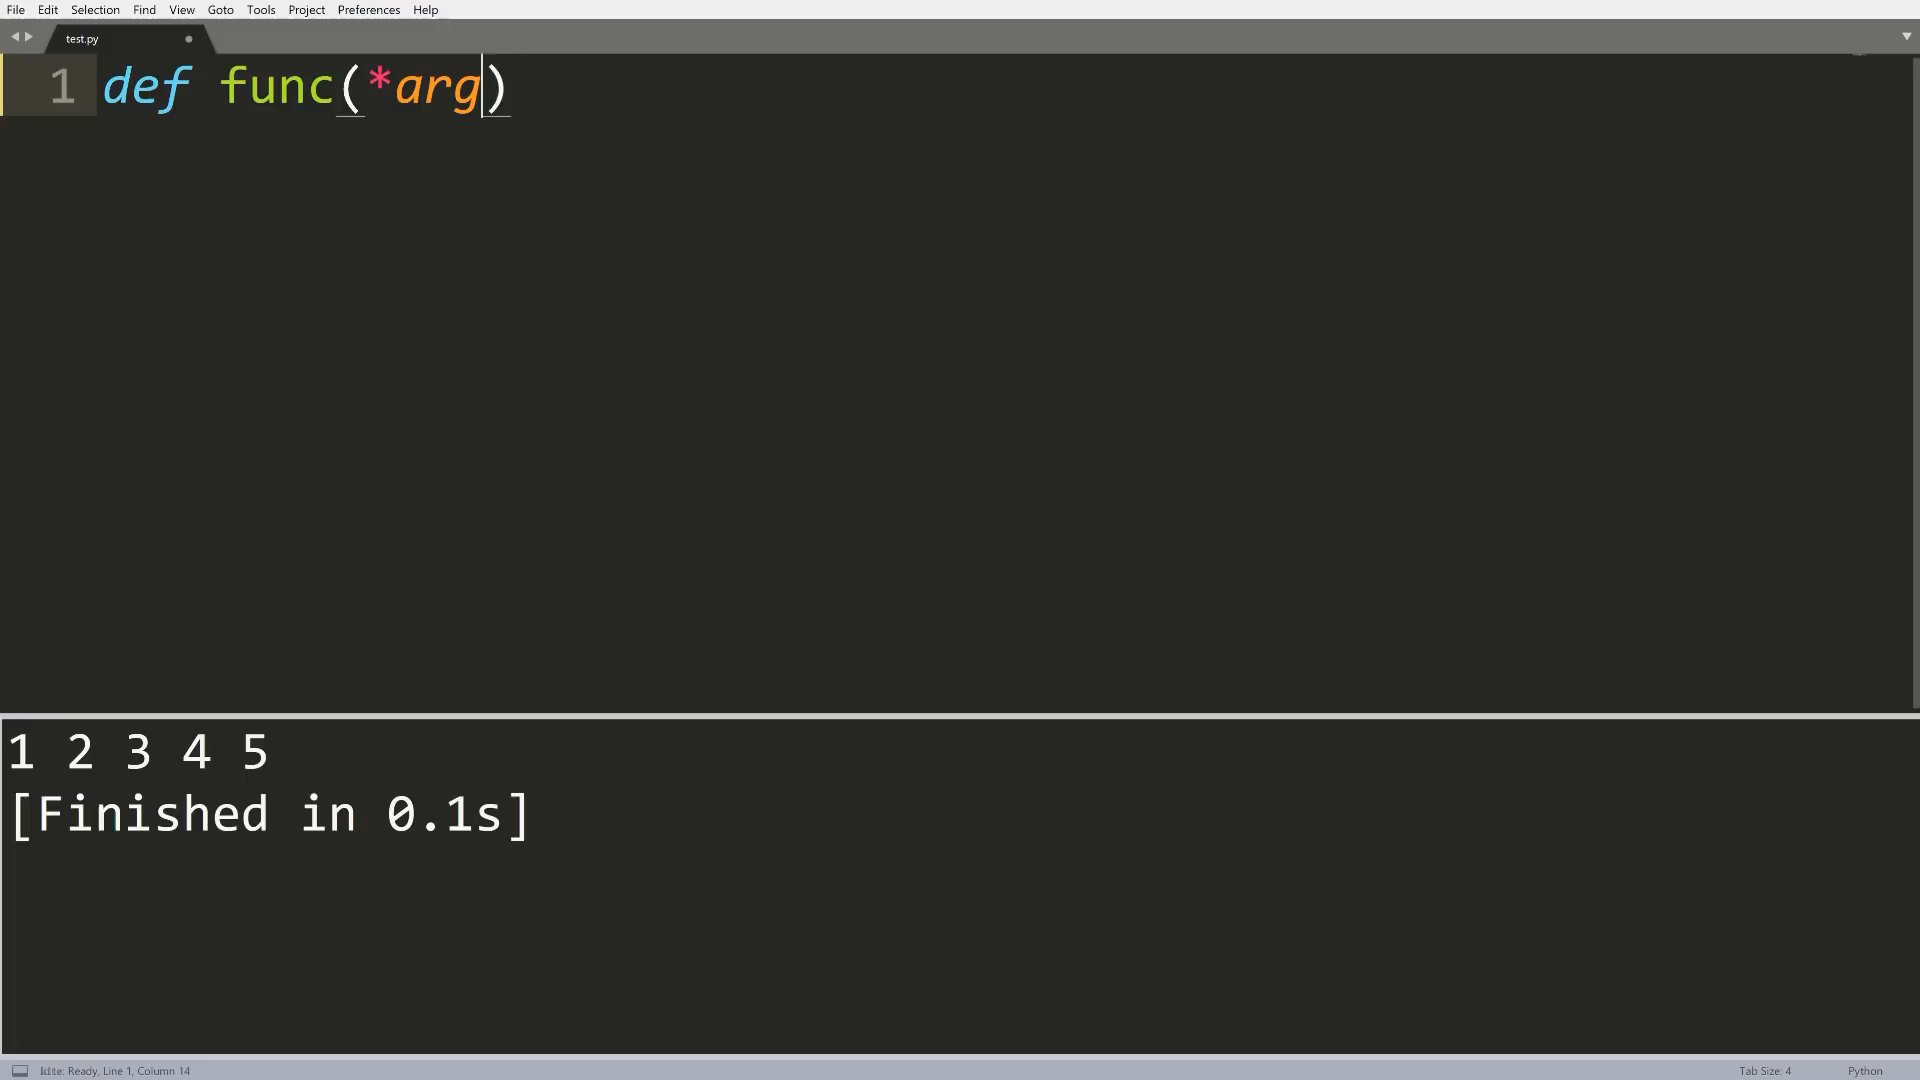 File Edit Selection Find View Goto Tools Project Preferences Help
test.py
1 def func(*arg)
1 2 3 4 5
[Finished in 0.1s]
kite: Ready, Line 1, Column 14 Tab Size: 4 Python